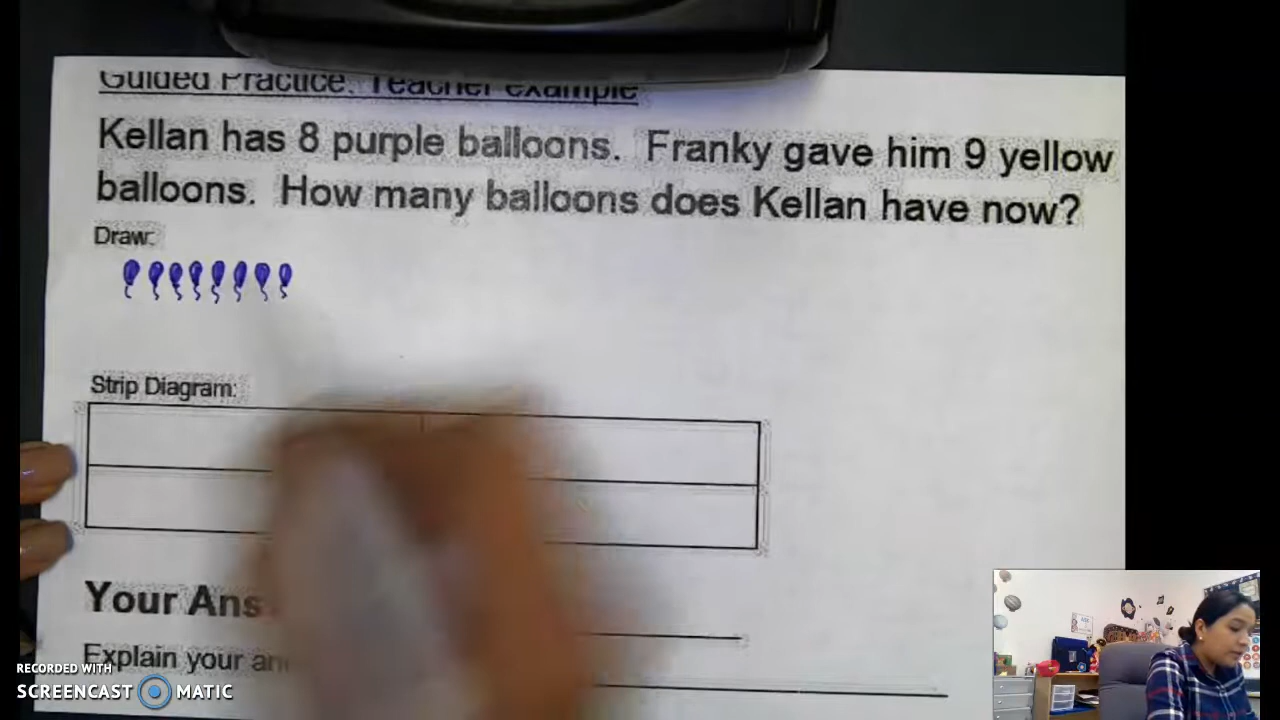 Guided Practice: Teacher example
Kellan has 8 purple balloons. Franky gave him 9 yellow
balloons. How many balloons does Kellan have now?
Draw:
Strip Diagram:
Your Ans
Explain your an
RECORDED WITH
SCREENCAST MATIC